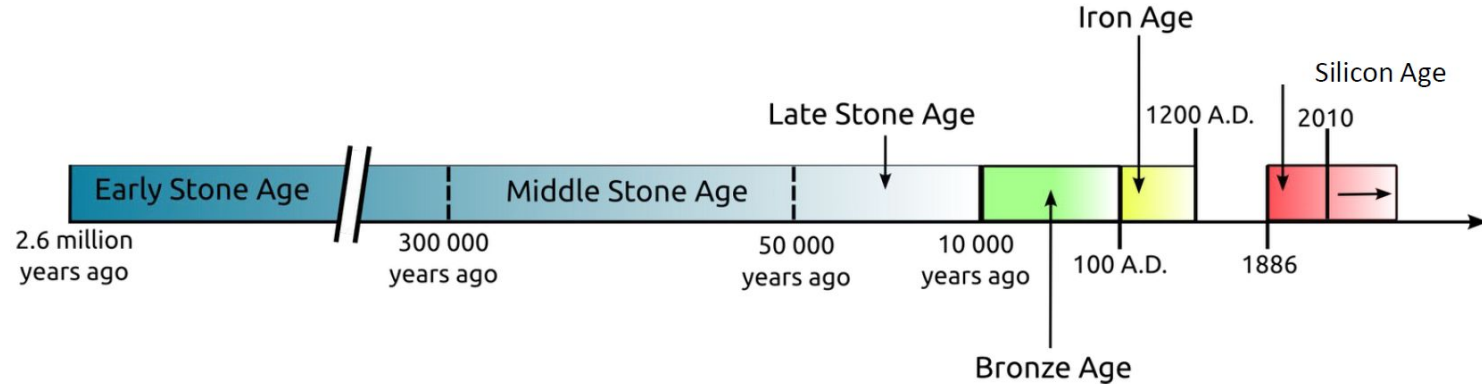 Iron Age
Silicon Age
Late Stone Age
1200 A.D.
2010
Early Stone Age
Middle Stone Age
2.6 million
years ago
300 000
years ago
50 000
years ago
10 000
years ago
100 A.D.
1886
Bronze Age